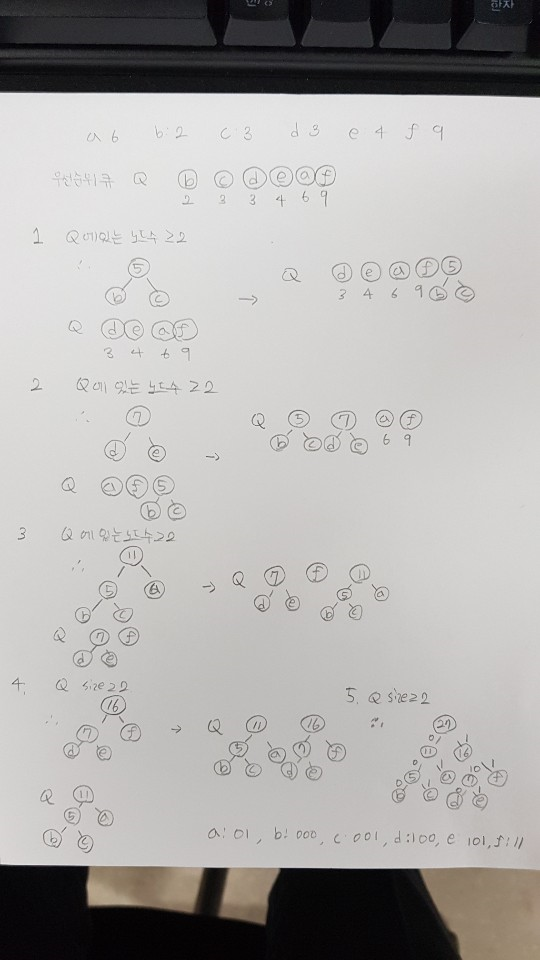 한자
a 6 b: 2 c: 3 d 3 e 4 f 9
우선순위 큐 Q b c d e a f
2 3 3 4 6 9
1 Q에 있는 노드수 ≥2
∴ 5 b c → Q d e a f 5
3 4 6 9 b c
Q d e a f
3 4 6 9
2 Q에 있는 노드수 ≥2
∴ 7 d e → Q 5 7 a f
b c d e 6 9
Q a f 5
b c
3 Q에 있는 노드수 ≥2
∴ 11 5 a b c → Q 7 f 11
d e 5 a
b c
Q 7 f
d e
4. Q size ≥2
∴ 16 7 f d e → Q 11 16
5 a 7 f
b c d e
Q 11
5 a
b c
5. Q size ≥2
∴ 27
0 1
11 16
0 1 0 1
5 a 7 f
0 1 0 1
b c d e
a: 01, b: 000, c: 001, d: 100, e 101, f: 11